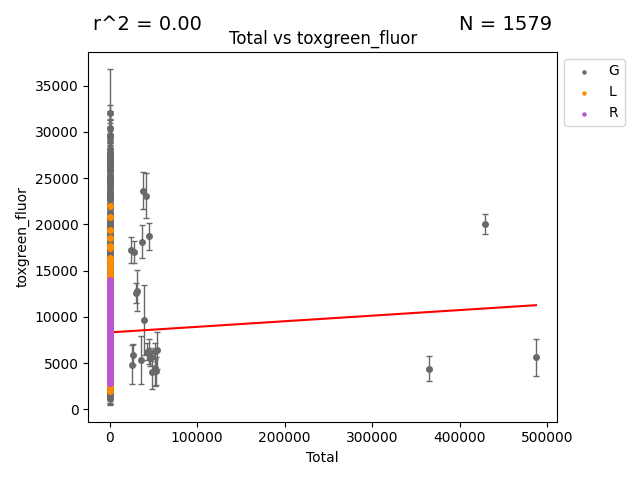 r^2 = 0.00
N = 1579
Total vs toxgreen_fluor
G
L
R
toxgreen_fluor
35000
30000
25000
20000
15000
10000
5000
0
0
100000
200000
300000
400000
500000
Total